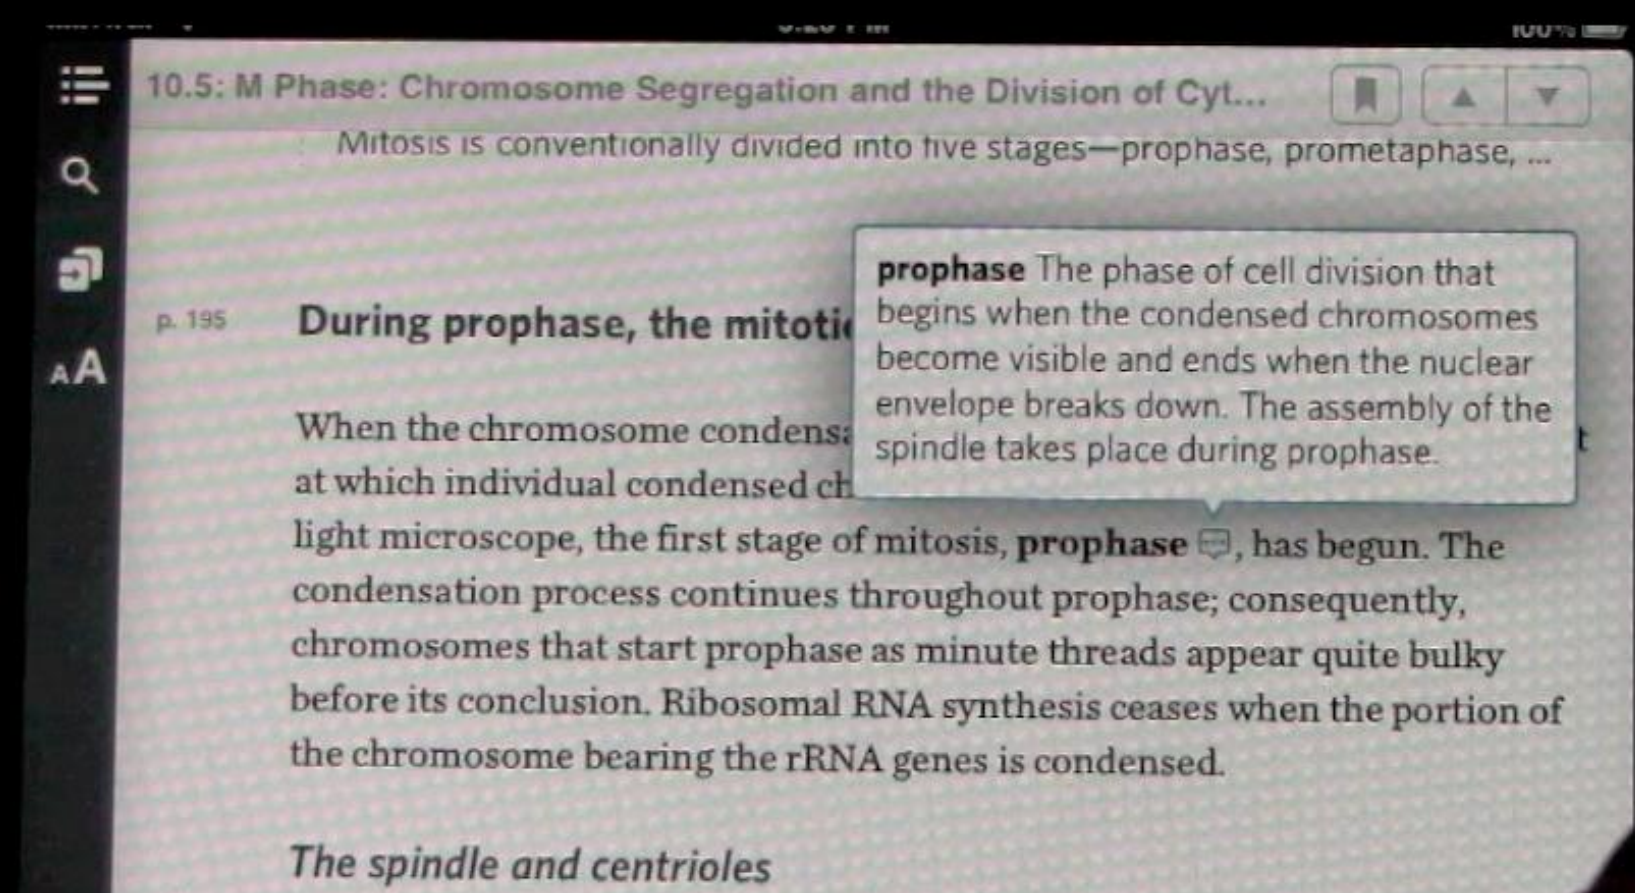 100%
10.5: M Phase: Chromosome Segregation and the Division of Cyt...
Mitosis is conventionally divided into five stages—prophase, prometaphase, ...
p. 195
During prophase, the
prophase The phase of cell division that
begins when the condensed chromosomes
become visible and ends when the nuclear
envelope breaks down. The assembly of the
spindle takes place during prophase.
AA
When the chromosome
at which individual condensed
light microscope, the first stage of mitosis, prophase, has begun. The
condensation process continues throughout prophase; consequently,
chromosomes that start prophase as minute threads appear quite bulky
before its conclusion. Ribosomal RNA synthesis ceases when the portion of
the chromosome bearing the rRNA genes is condensed.
The spindle and centrioles